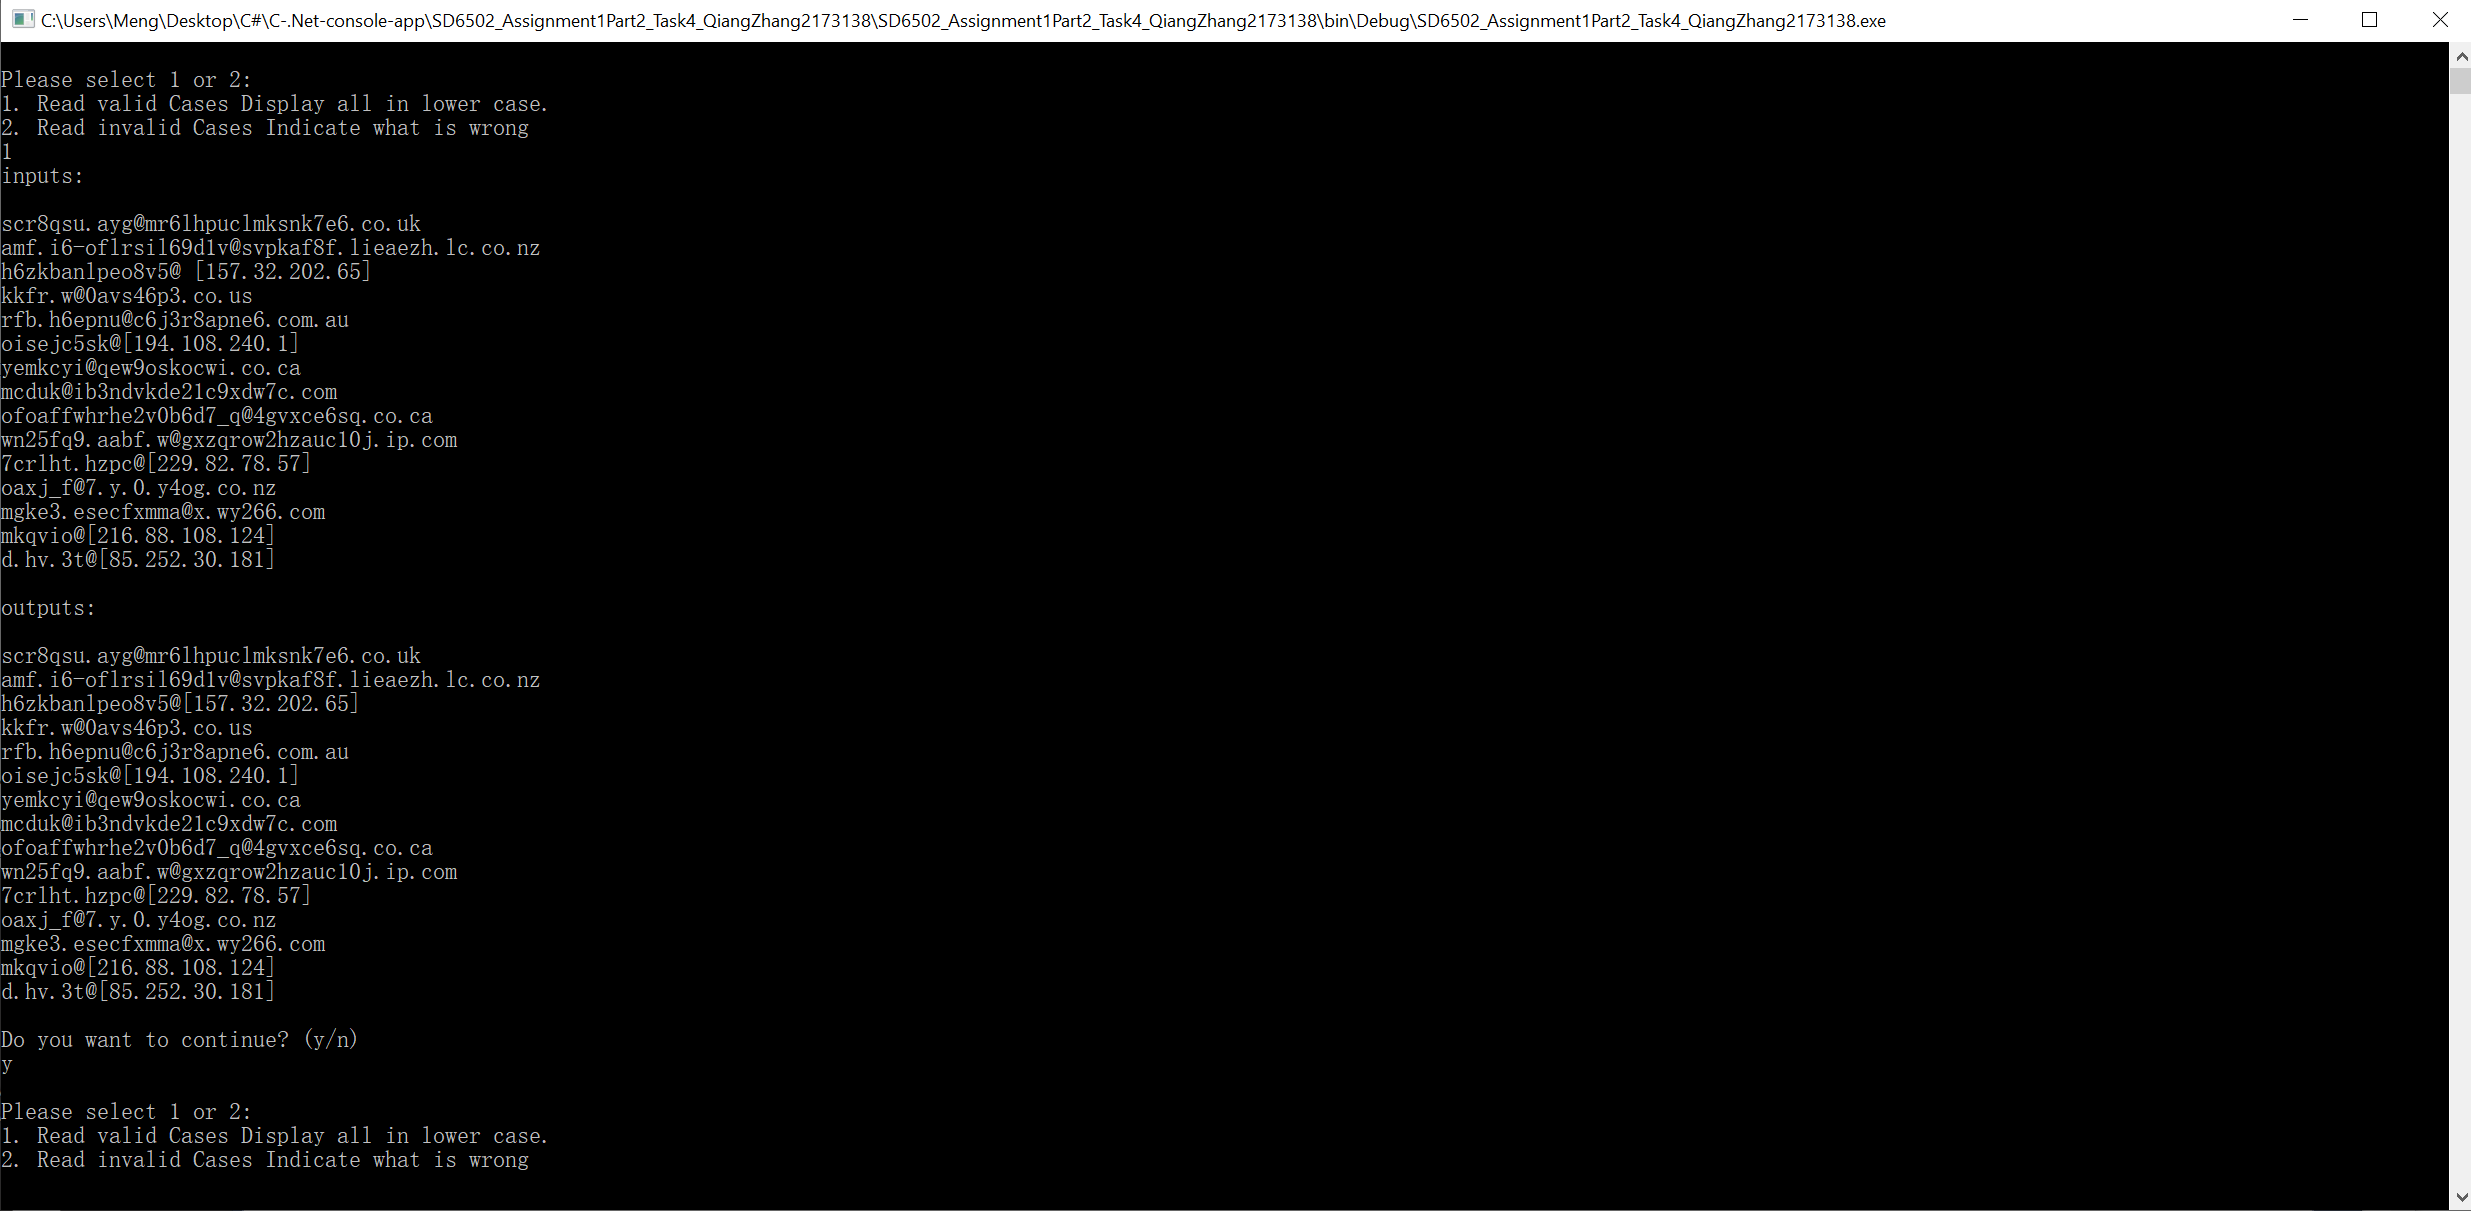 C:\Users\Meng\Desktop\C#\C-.Net-console-app\SD6502_Assignment1Part2_Task4_QiangZhang2173138\SD6502_Assignment1Part2_Task4_QiangZhang2173138\bin\Debug\SD6502_Assignment1Part2_Task4_QiangZhang2173138.exe
Please select 1 or 2:
1. Read valid Cases Display all in lower case.
2. Read invalid Cases Indicate what is wrong
1
inputs:
scr8qsu.ayg@mr6lhpuclmksnk7e6.co.uk
amf.i6-oflrsil69d1v@svpkaf8f.lieaezh.lc.co.nz
h6zkbanlpeo8v5@ [157.32.202.65]
kkfr.w@0avs46p3.co.us
rfb.h6epnu@c6j3r8apne6.com.au
oisejc5sk@[194.108.240.1]
yemkcyi@qew9oskocwi.co.ca
mcduk@ib3ndvkde21c9xdw7c.com
ofoaffwhrhe2v0b6d7_q@4gvxce6sq.co.ca
wn25fq9.aabf.w@gxzqrow2hzauc10j.ip.com
7crlht.hzpc@[229.82.78.57]
oaxj_f@7.y.0.y4og.co.nz
mgke3.esecfxmma@x.wy266.com
mkqvio@[216.88.108.124]
d.hv.3t@[85.252.30.181]
outputs:
scr8qsu.ayg@mr6lhpuclmksnk7e6.co.uk
amf.i6-oflrsil69d1v@svpkaf8f.lieaezh.lc.co.nz
h6zkbanlpeo8v5@[157.32.202.65]
kkfr.w@0avs46p3.co.us
rfb.h6epnu@c6j3r8apne6.com.au
oisejc5sk@[194.108.240.1]
yemkcyi@qew9oskocwi.co.ca
mcduk@ib3ndvkde21c9xdw7c.com
ofoaffwhrhe2v0b6d7_q@4gvxce6sq.co.ca
wn25fq9.aabf.w@gxzqrow2hzauc10j.ip.com
7crlht.hzpc@[229.82.78.57]
oaxj_f@7.y.0.y4og.co.nz
mgke3.esecfxmma@x.wy266.com
mkqvio@[216.88.108.124]
d.hv.3t@[85.252.30.181]
Do you want to continue? (y/n)
y
Please select 1 or 2:
1. Read valid Cases Display all in lower case.
2. Read invalid Cases Indicate what is wrong